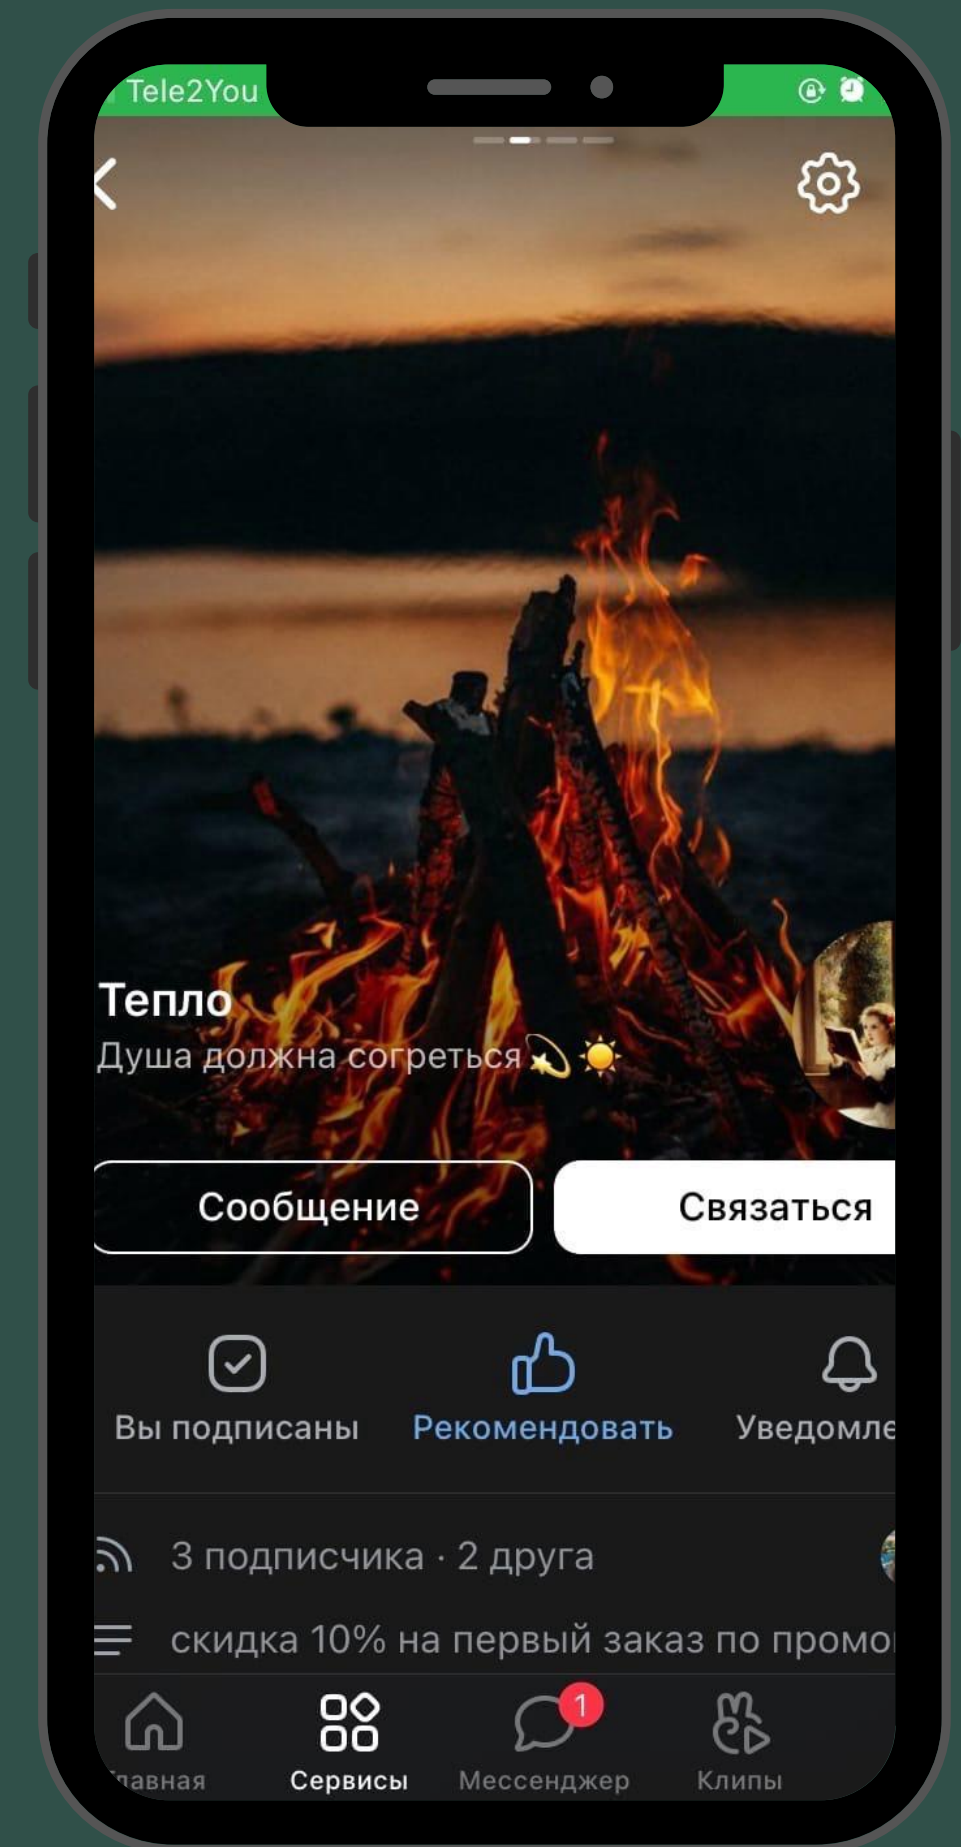 Tele2You
Тепло
Душа должна согреться
Сообщение
Связаться
Вы подписаны
Рекомендовать
3 подписчика · 2 друга
скидка 10% на первый заказ по
Сервисы
Мессенджер
1
Клипы